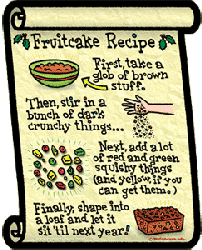 Fruitcake Recipe
First, take a
glob of brown
stuff.
Then, stir in a
bunch of dark
crunchy things...
Next, add a lot
of red and green
squishy things
(and yellow if you
can get them.)
Finally, shape into
a loaf and let it
sit 'til next year!